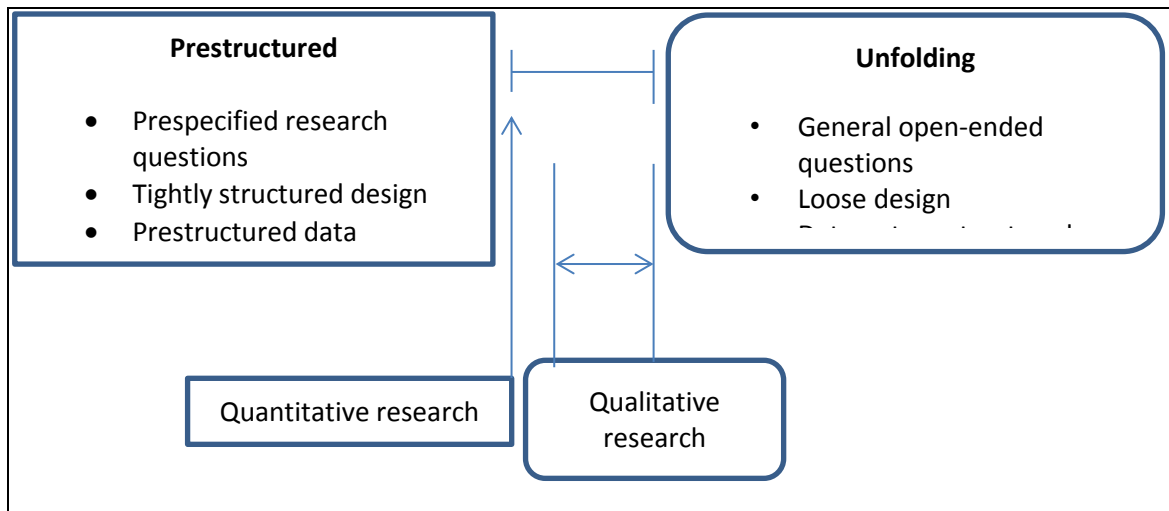 Prestructured
• Prespecified research
questions
• Tightly structured design
• Prestructured data
Unfolding
• General open-ended
questions
• Loose design
Quantitative research
Qualitative
research